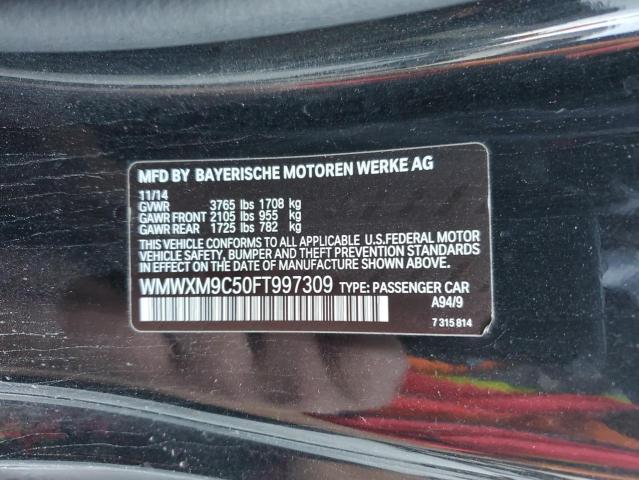 MFD BY BAYERISCHE MOTOREN WERKE AG
11/14
GVWR 3765 lbs 1708 kg
GAWR FRONT 2105 lbs 955 kg
GAWR REAR 1725 lbs 782 kg
THIS VEHICLE CONFORMS TO ALL APPLICABLE U.S.FEDERAL MOTOR
VEHICLE SAFETY, BUMPER AND THEFT PREVENTION STANDARDS
IN EFFECT ON THE DATE OF MANUFACTURE SHOWN ABOVE.
WMWXM9C50FT997309 TYPE: PASSENGER CAR
A94/9
7 315 814